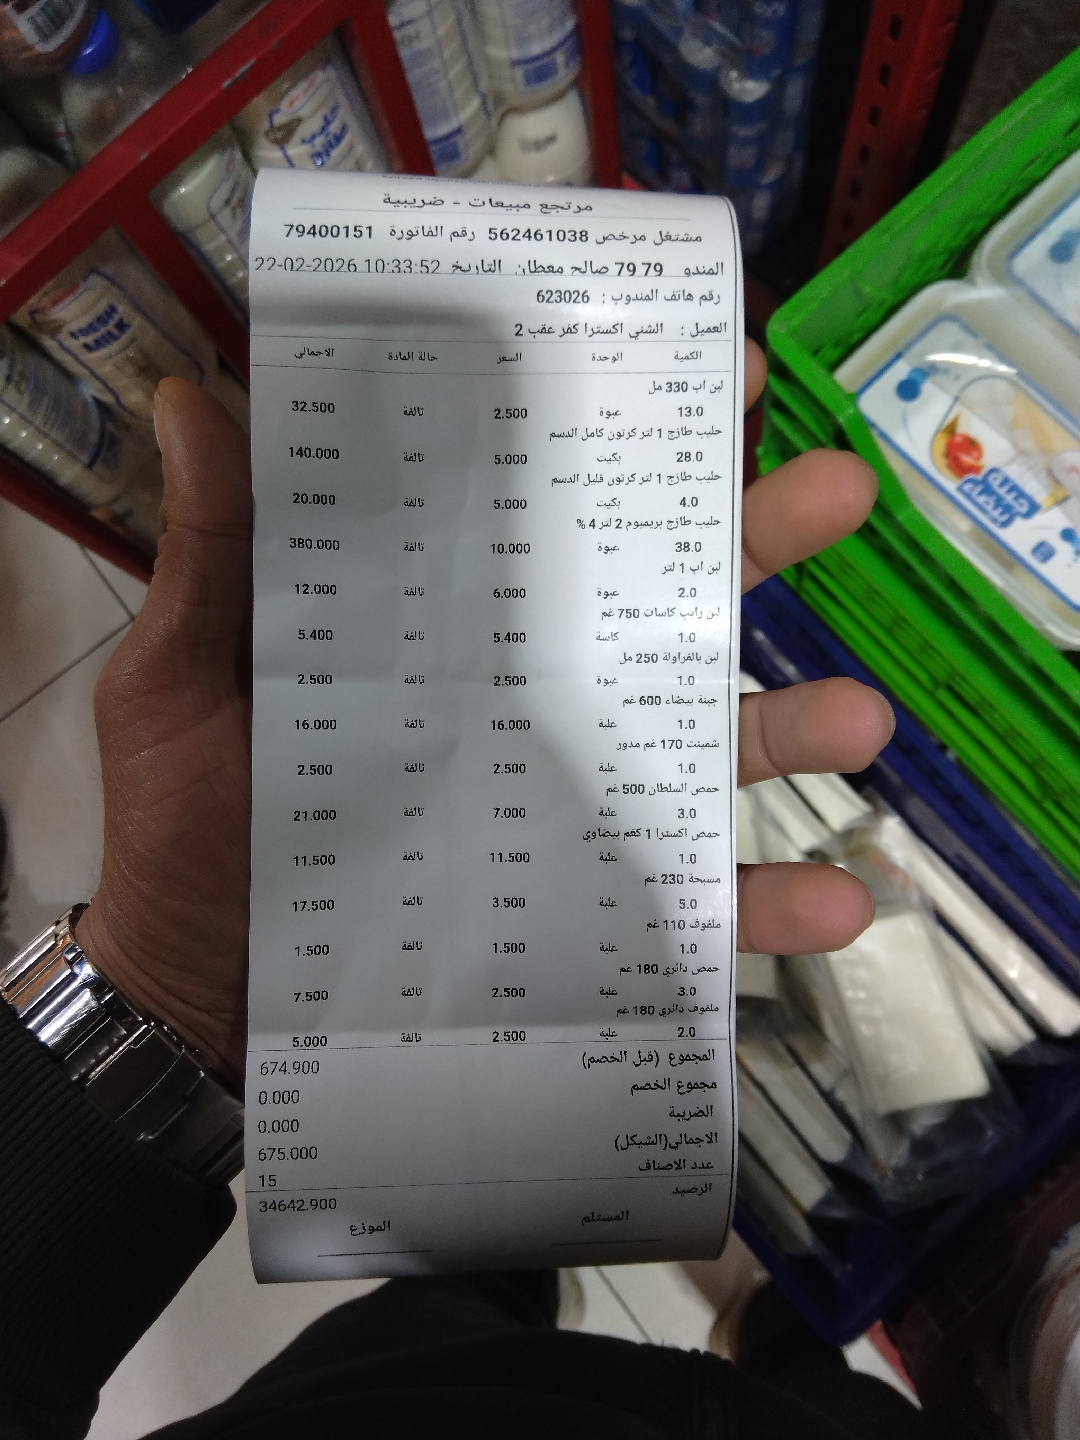 مرتجع مبيعات - ضريبية
مشتغل مرخص 562461038 رقم الفاتورة 79400151
المندو 79 79 صالح معطان التاريخ 22-02-2026 10:33:52
رقم هاتف المندوب : 623026
العميل : الشني اكسترا كفر عقب 2
الكمية الوحدة السعر حالة المادة الاجمالي
لبن اب 330 مل
13.0 عبوة 2.500 تالفة 32.500
حليب طازج 1 لتر كرتون كامل الدسم
28.0 بكيت 5.000 تالفة 140.000
حليب طازج 1 لتر كرتون قليل الدسم
4.0 بكيت 5.000 تالفة 20.000
حليب طازج بريميوم 2 لتر 4 %
38.0 عبوة 10.000 تالفة 380.000
لبن اب 1 لتر
2.0 عبوة 6.000 تالفة 12.000
لبن رايب كاسات 750 غم
1.0 كاسة 5.400 تالفة 5.400
لبن بالفراولة 250 مل
1.0 عبوة 2.500 تالفة 2.500
جبنة بيضاء 600 غم
1.0 علبة 16.000 تالفة 16.000
شمينت 170 غم مدور
1.0 علبة 2.500 تالفة 2.500
حمص السلطان 500 غم
3.0 علبة 7.000 تالفة 21.000
حمص اكسترا 1 كغم بيضاوي
1.0 علبة 11.500 تالفة 11.500
مسبحة 230 غم
5.0 علبة 3.500 تالفة 17.500
ملفوف 110 غم
1.0 علبة 1.500 تالفة 1.500
حمص دائري 180 غم
3.0 علبة 2.500 تالفة 7.500
ملفوف دائري 180 غم
2.0 علبة 2.500 تالفة 5.000
المجموع (قبل الخصم) 674.900
مجموع الخصم 0.000
الضريبة 0.000
الاجمالي(الشيكل) 675.000
عدد الاصناف 15
الرصيد 34642.900
المستلم الموزع
FRESH MILK
حليب